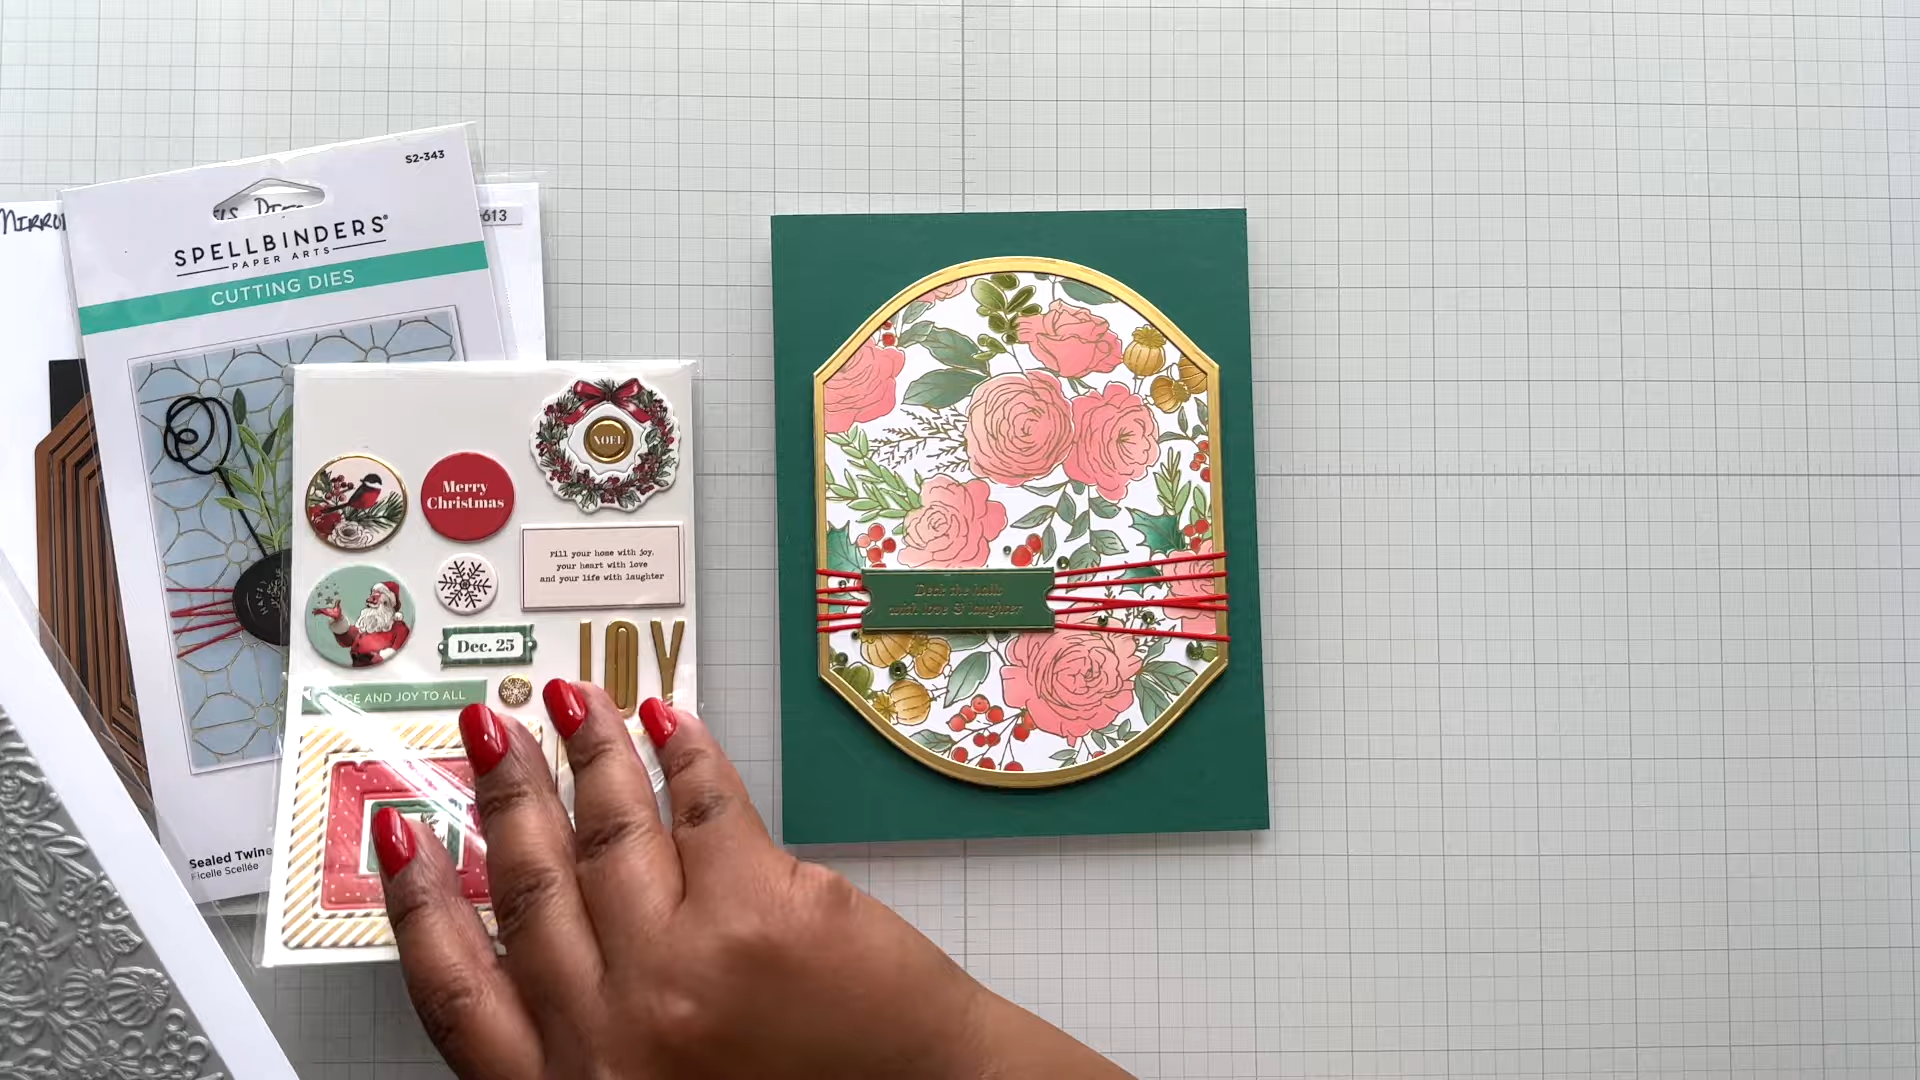 S2-343
613
SPELLBINDERS®
PAPER ARTS
CUTTING DIES
NOEL
Merry
Christmas
Fill your home with joy,
your heart with love
and your life with laughter
Dec. 25
JOY
AND JOY TO ALL
Deck the halls
with love & laughter
Sealed Twine
Ficelle Scellée